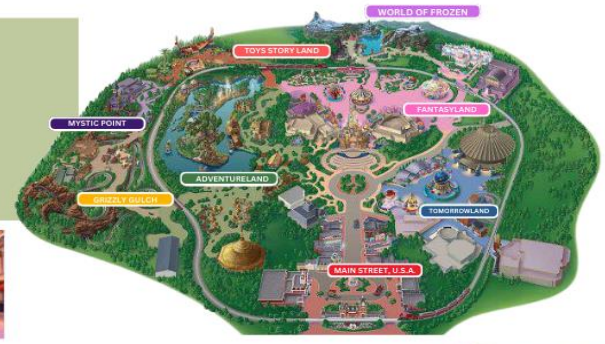 WORLD OF FROZEN
TOYS STORY LAND
FANTASYLAND
MYSTIC POINT
ADVENTURELAND
GRIZZLY GULCH
TOMORROWLAND
MAIN STREET, U.S.A.